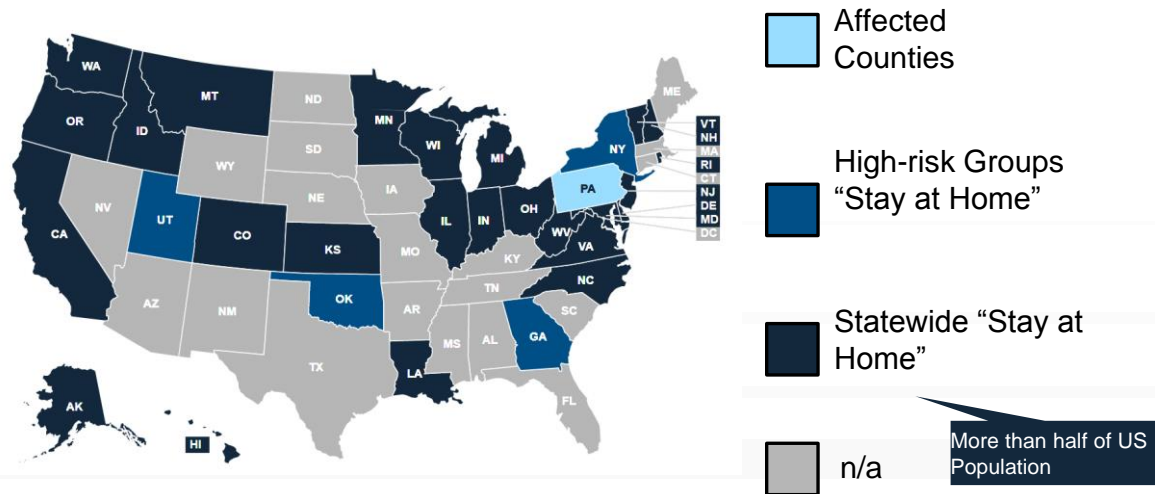 WA
MT
ND
ME
OR
ID
MN
VT
NH
MA
RI
CT
NJ
DE
MD
DC
SD
WI
NY
WY
MI
IA
PA
NE
NV
OH
UT
IL
IN
CO
WV
VA
CA
KS
MO
KY
NC
TN
AZ
NM
OK
AR
SC
MS
AL
GA
TX
LA
FL
AK
HI
Affected
Counties
High-risk Groups
“Stay at Home”
Statewide “Stay at
Home”
More than half of US
Population
n/a